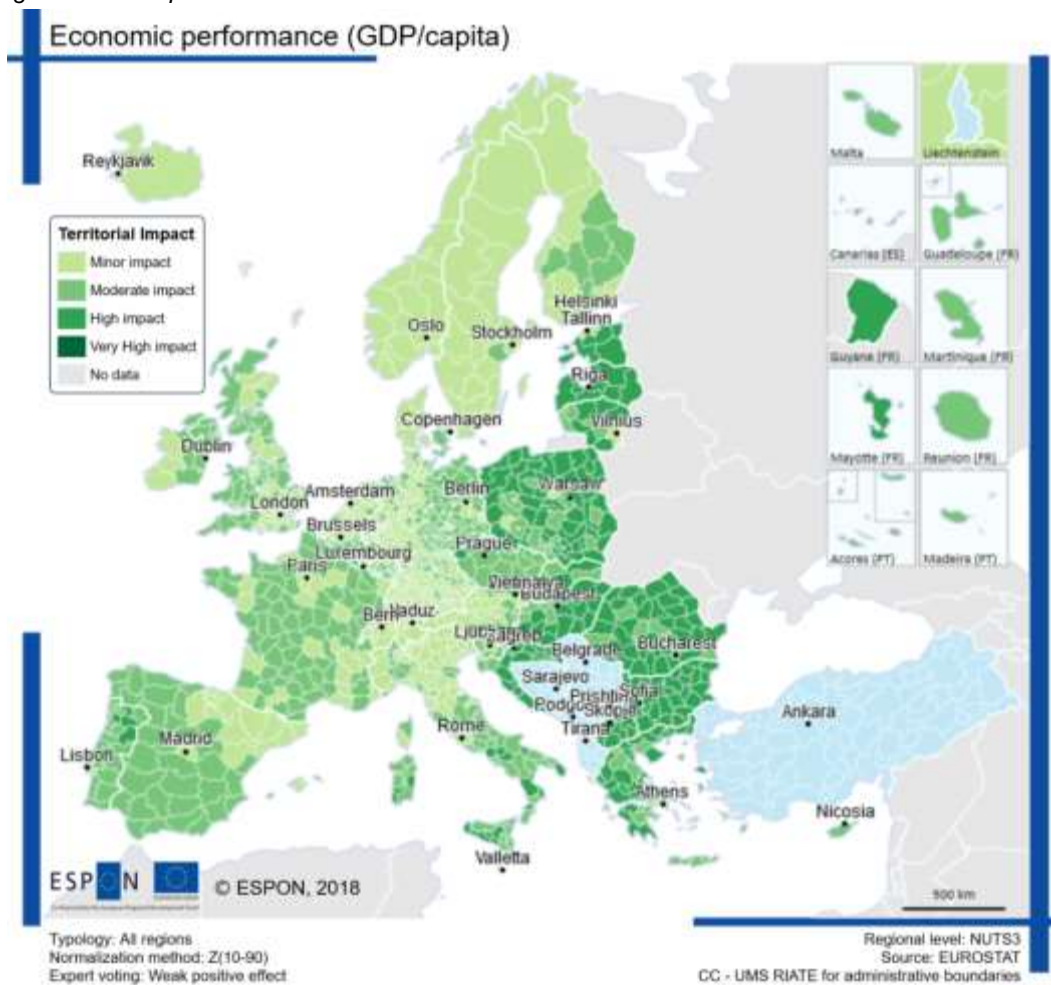 Economic performance (GDP/capita)
Reykjavik
Territorial Impact
Minor impact
Moderate impact
High impact
Very High impact
No data
Malta
Liechtenstein
Canarias (ES)
Guadeloupe (FR)
Guyane (FR)
Martinique (FR)
Mayotte (FR)
Reunion (FR)
Acores (PT)
Madeira (PT)
Helsinki
Tallinn
Oslo
Stockholm
Riga
Copenhagen
Vilnius
Dublin
Amsterdam
Berlin
Warsaw
London
Brussels
Luxembourg
Prague
Paris
Budapest
Bern
Vaduz
Zagreb
Belgrade
Bucharest
Sarajevo
Sofia
Skopje
Rome
Tirana
Ankara
Madrid
Lisbon
Athens
Nicosia
Valletta
ESPON
© ESPON, 2018
500 km
Typology: All regions
Normalization method: Z(10-90)
Expert voting: Weak positive effect
Regional level: NUTS3
Source: EUROSTAT
CC - UMS RIATE for administrative boundaries